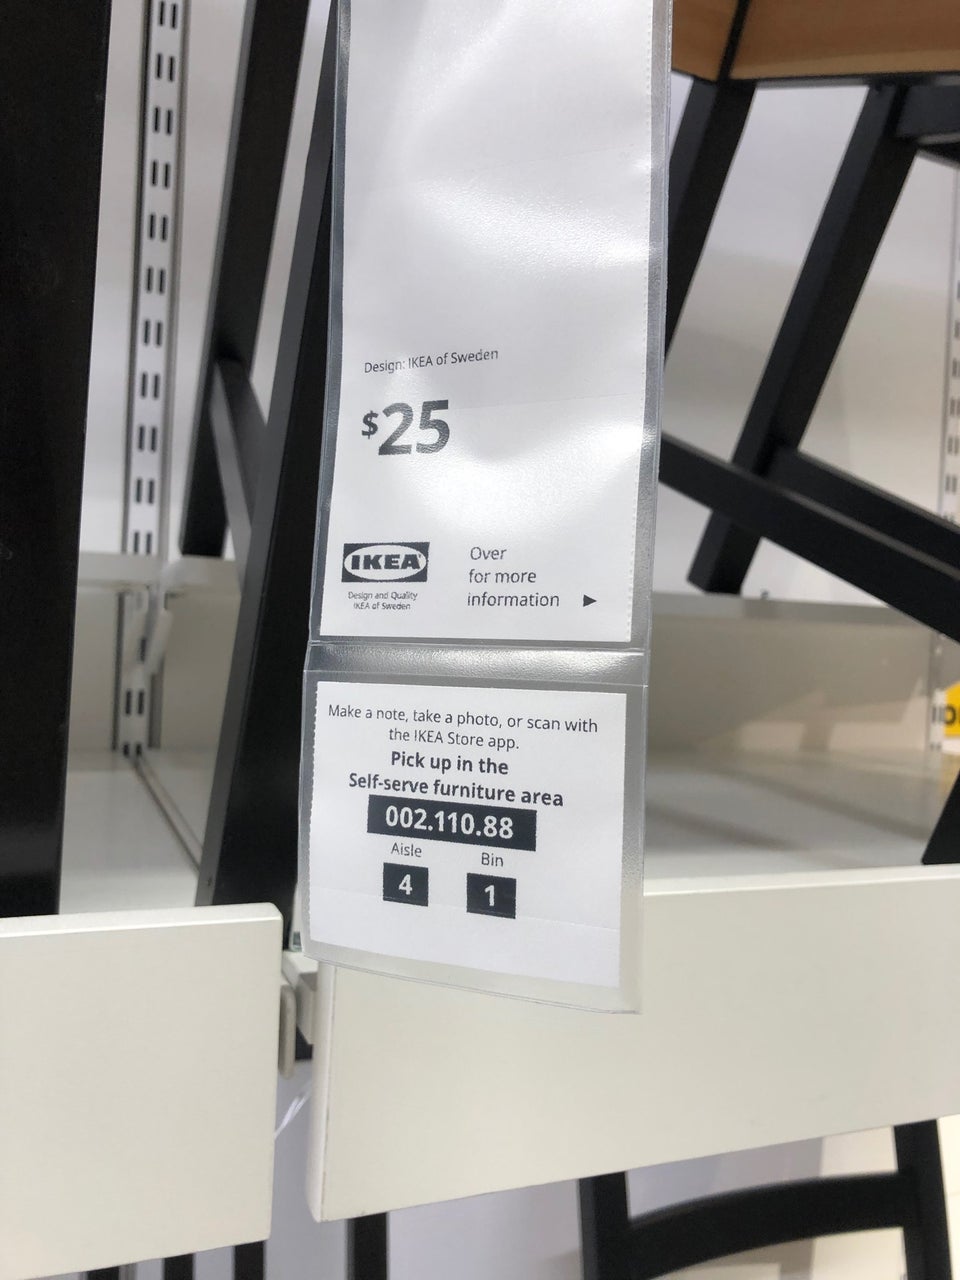 Design: IKEA of Sweden
$25
IKEA
Design and Quality
IKEA of Sweden
Over
for more
information ▶
Make a note, take a photo, or scan with
the IKEA Store app.
Pick up in the
Self-serve furniture area
002.110.88
Aisle Bin
4 1